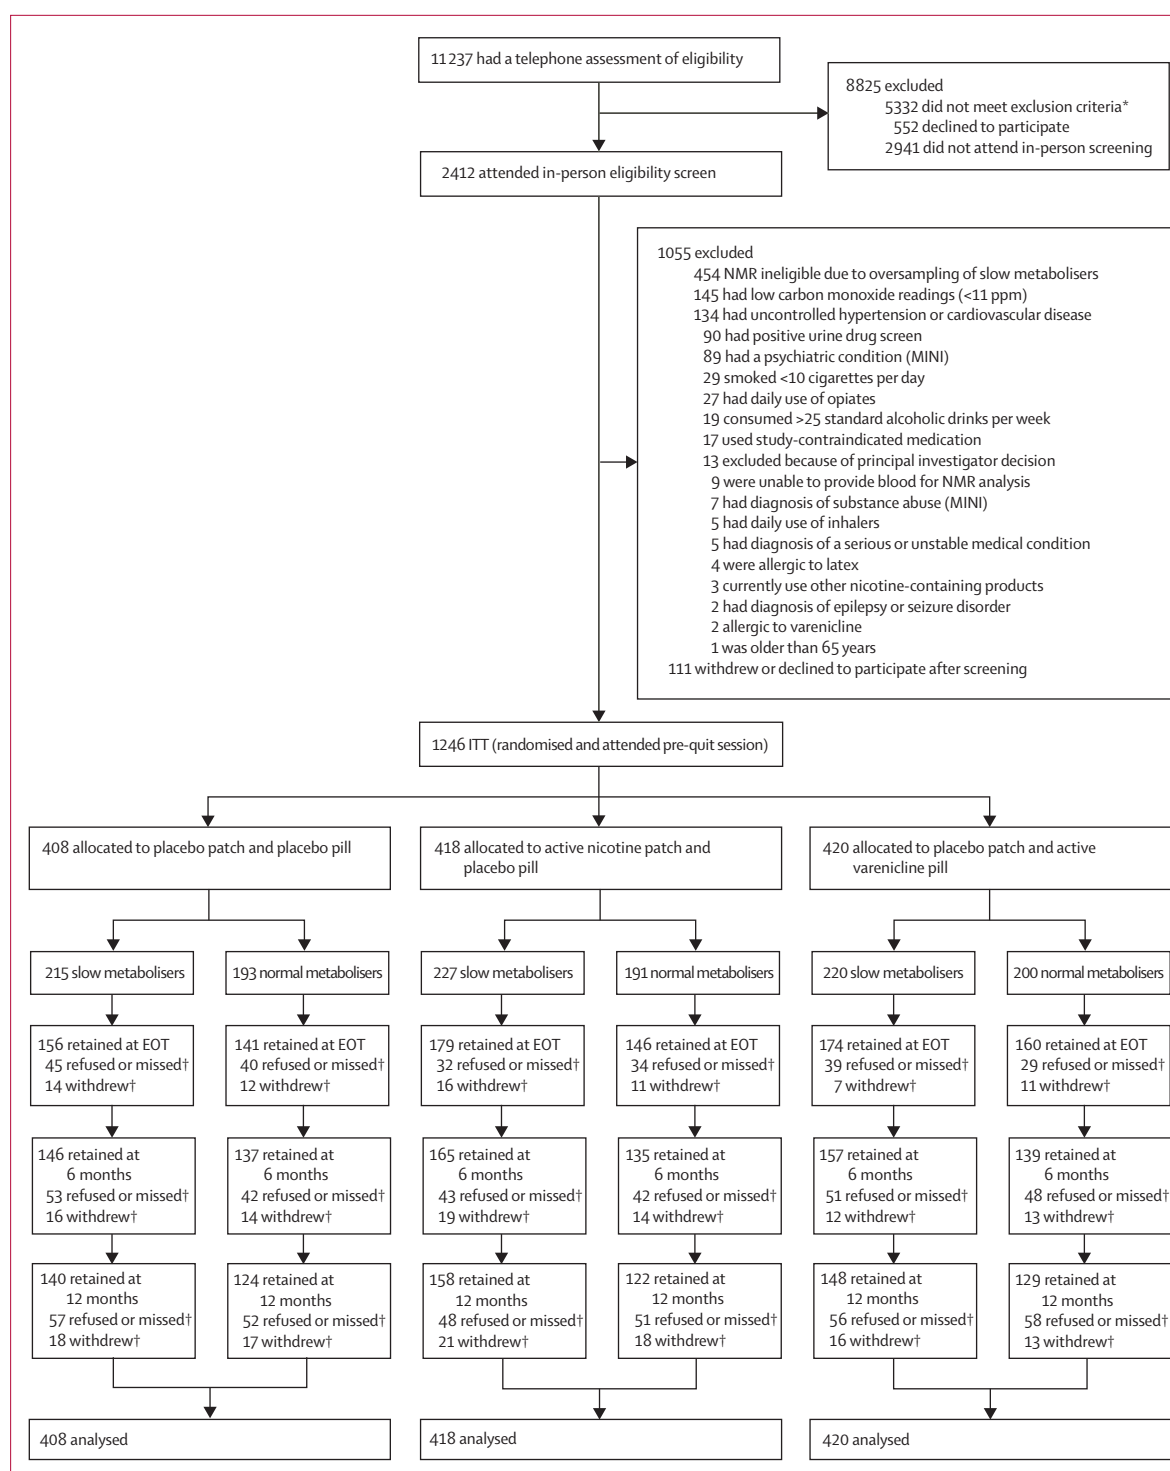 11237 had a telephone assessment of eligibility
8825 excluded
5332 did not meet exclusion criteria*
552 declined to participate
2941 did not attend in-person screening
2412 attended in-person eligibility screen
1055 excluded
454 NMR ineligible due to oversampling of slow metabolisers
145 had low carbon monoxide readings (<11 ppm)
134 had uncontrolled hypertension or cardiovascular disease
90 had positive urine drug screen
89 had a psychiatric condition (MINI)
29 smoked <10 cigarettes per day
27 had daily use of opiates
19 consumed >25 standard alcoholic drinks per week
17 used study-contraindicated medication
13 excluded because of principal investigator decision
9 were unable to provide blood for NMR analysis
7 had diagnosis of substance abuse (MINI)
5 had daily use of inhalers
5 had diagnosis of a serious or unstable medical condition
4 were allergic to latex
3 currently use other nicotine-containing products
2 had diagnosis of epilepsy or seizure disorder
2 allergic to varenicline
1 was older than 65 years
111 withdrew or declined to participate after screening
1246 ITT (randomised and attended pre-quit session)
408 allocated to placebo patch and placebo pill
418 allocated to active nicotine patch and
placebo pill
420 allocated to placebo patch and active
varenicline pill
215 slow metabolisers
193 normal metabolisers
227 slow metabolisers
191 normal metabolisers
220 slow metabolisers
200 normal metabolisers
156 retained at EOT
45 refused or missed†
14 withdrew†
141 retained at EOT
40 refused or missed†
12 withdrew†
179 retained at EOT
32 refused or missed†
16 withdrew†
146 retained at EOT
34 refused or missed†
11 withdrew†
174 retained at EOT
39 refused or missed†
7 withdrew†
160 retained at EOT
29 refused or missed†
11 withdrew†
146 retained at
6 months
53 refused or missed†
16 withdrew†
137 retained at
6 months
42 refused or missed†
14 withdrew†
165 retained at
6 months
43 refused or missed†
19 withdrew†
135 retained at
6 months
42 refused or missed†
14 withdrew†
157 retained at
6 months
51 refused or missed†
12 withdrew†
139 retained at
6 months
48 refused or missed†
13 withdrew†
140 retained at
12 months
57 refused or missed†
18 withdrew†
124 retained at
12 months
52 refused or missed†
17 withdrew†
158 retained at
12 months
48 refused or missed†
21 withdrew†
122 retained at
12 months
51 refused or missed†
18 withdrew†
148 retained at
12 months
56 refused or missed†
16 withdrew†
129 retained at
12 months
58 refused or missed†
13 withdrew†
408 analysed
418 analysed
420 analysed